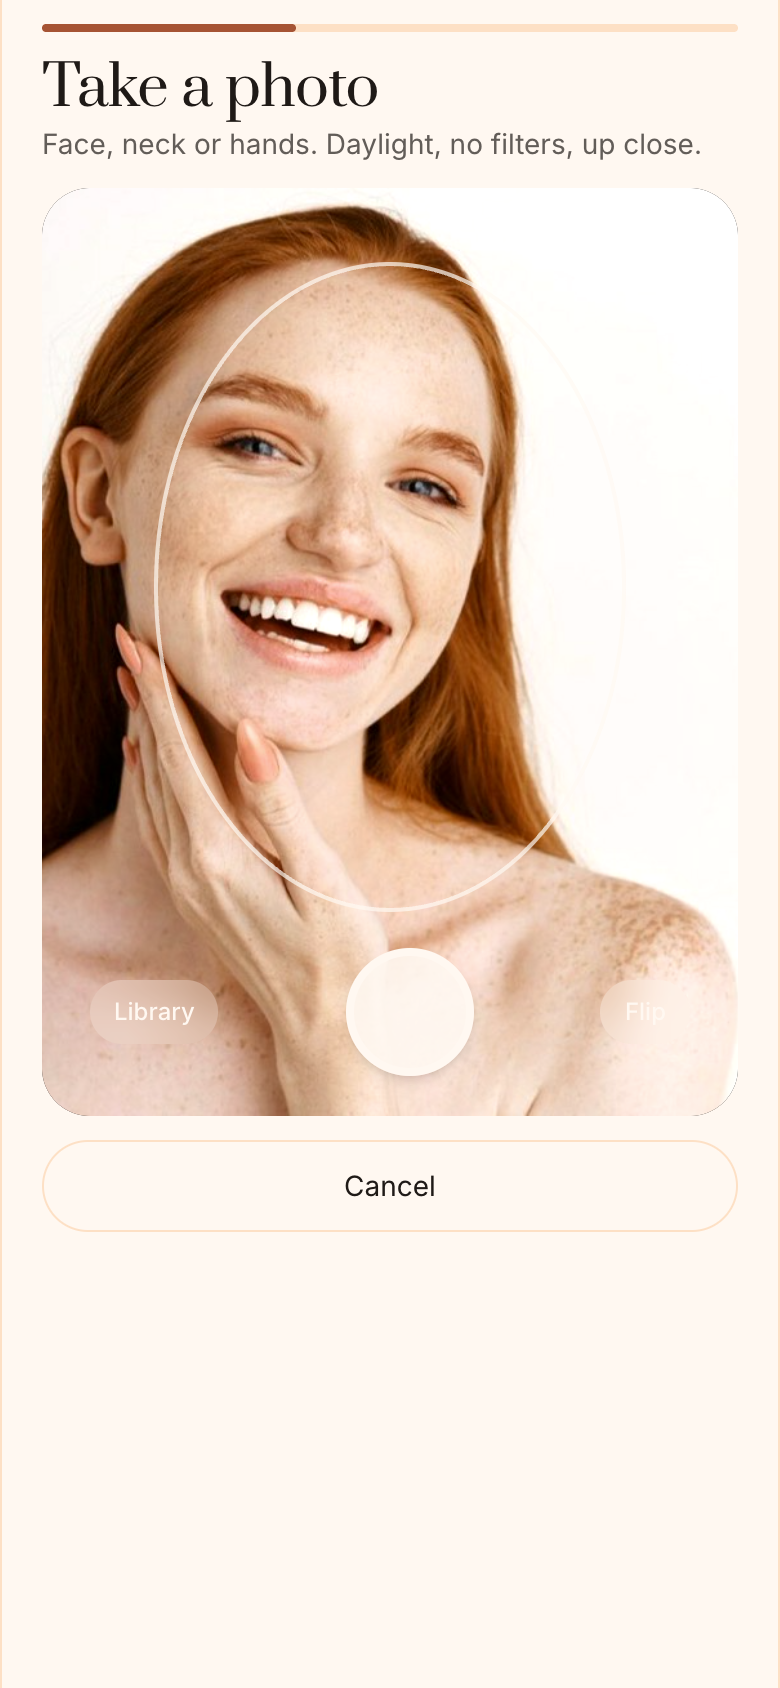 Take a photo
Face, neck or hands. Daylight, no filters, up close.
Library
Flip
Cancel